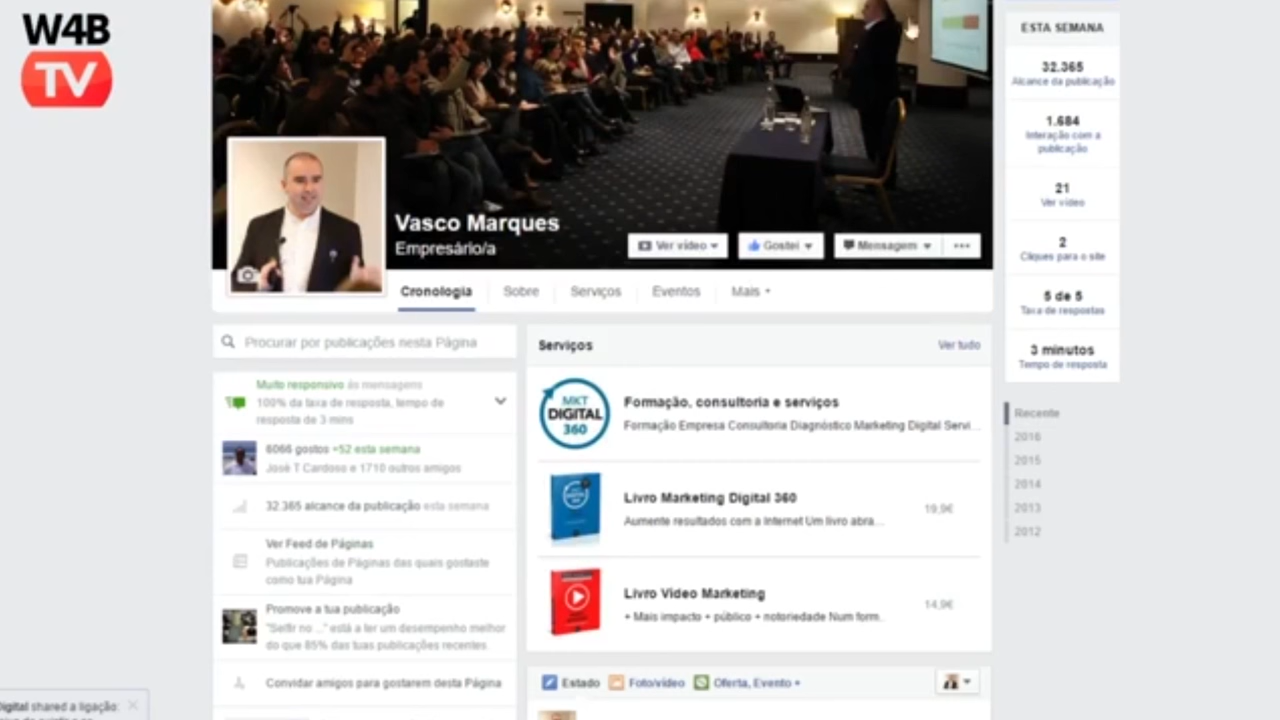 W4B
TV
Vasco Marques
Empresário/a
Ver vídeo
Gostei
Mensagem
Cronologia
Sobre
Serviços
Eventos
Mais
Procurar por publicações nesta Página
Muito responsivo às mensagens
100% da taxa de resposta, tempo de
resposta de 3 mins
6066 gostos +52 esta semana
José T Cardoso e 1710 outros amigos
32.365 alcance da publicação esta semana
Ver Feed de Páginas
Publicações de Páginas das quais gostaste
como tua Página
Promove a tua publicação
"Selfir no ..." está a ter um desempenho melhor
do que 85% das tuas publicações recentes.
Convidar amigos para gostarem desta Página
Digital shared a ligação:
Serviços
Ver tudo
MKT
DIGITAL
360
Formação, consultoria e serviços
Formação Empresa Consultoria Diagnóstico Marketing Digital Servi...
Livro Marketing Digital 360
Aumente resultados com a Internet Um livro abra...
19,9€
Livro Vídeo Marketing
+ Mais impacto + público + notoriedade Num form...
14,9€
Estado
Foto/vídeo
Oferta, Evento +
ESTA SEMANA
32.365
Alcance da publicação
1.684
Interação com a
publicação
21
Ver vídeo
2
Cliques para o site
5 de 5
Taxa de respostas
3 minutos
Tempo de resposta
Recente
2016
2015
2014
2013
2012